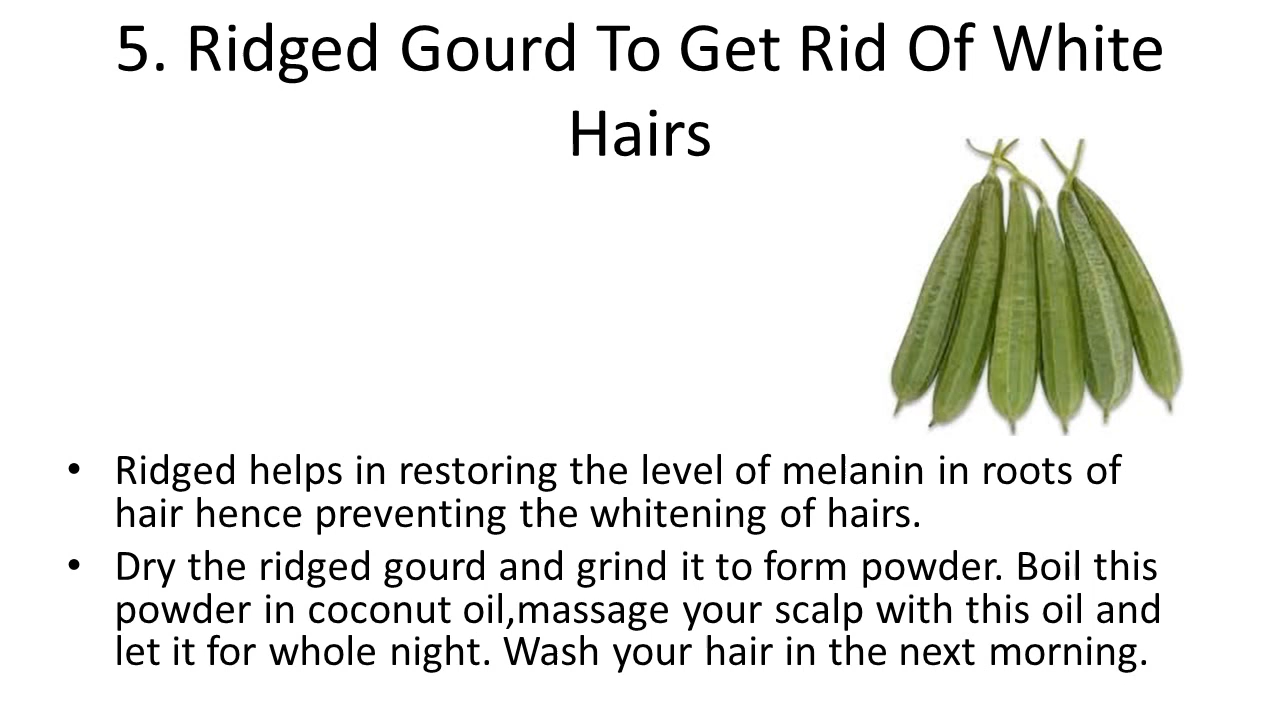 5. Ridged Gourd To Get Rid Of White
Hairs
• Ridged helps in restoring the level of melanin in roots of
hair hence preventing the whitening of hairs.
• Dry the ridged gourd and grind it to form powder. Boil this
powder in coconut oil,massage your scalp with this oil and
let it for whole night. Wash your hair in the next morning.